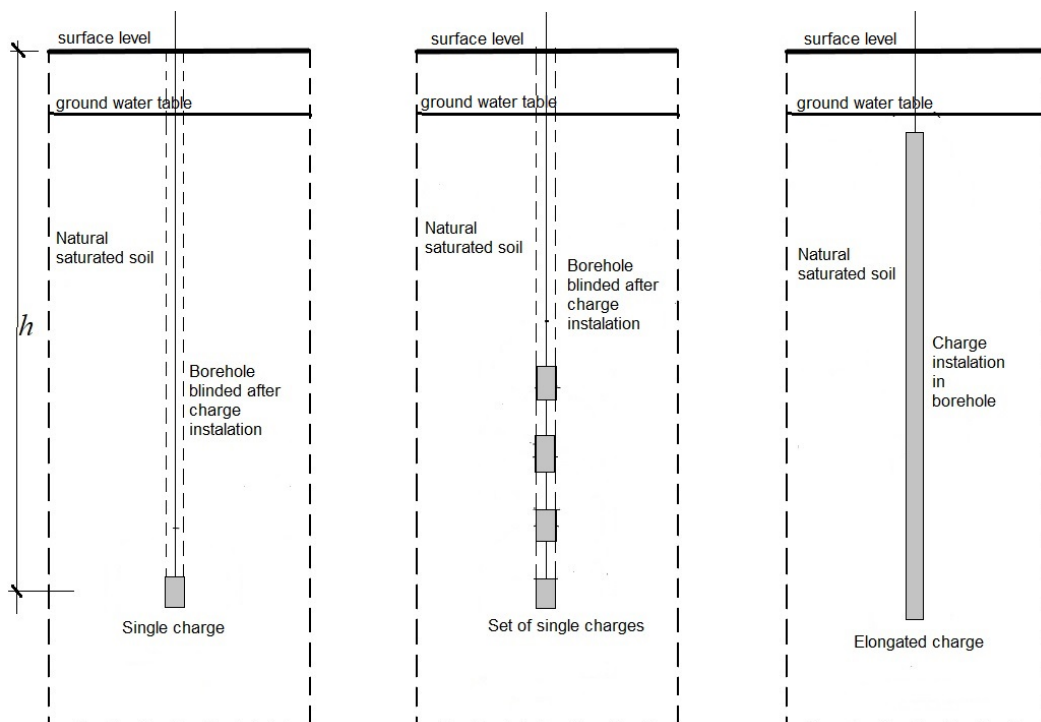 surface level
ground water table
Natural
saturated soil
h
Borehole
blinded after
charge
instalation
Single charge
surface level
ground water table
Natural
saturated soil
Borehole
blinded after
charge
instalation
Set of single charges
surface level
ground water table
Natural
saturated soil
Charge
instalation
in
borehole
Elongated charge